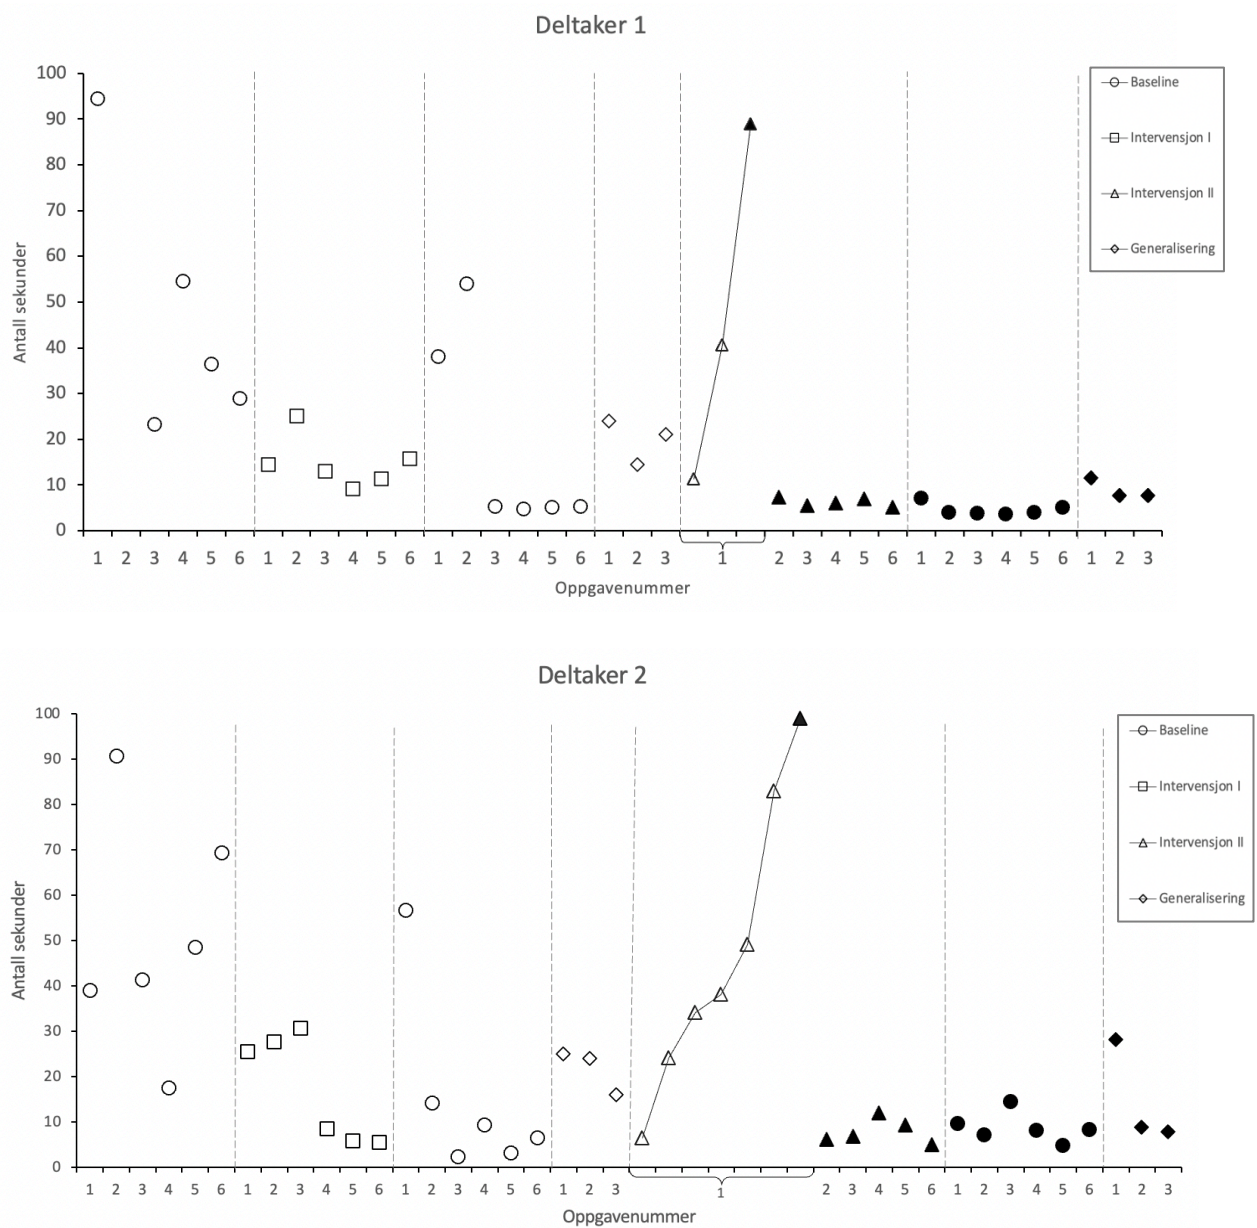 Deltaker 1
100
90
80
70
60
50
40
30
20
10
0
Antall sekunder
1 2 3 4 5 6 1 2 3 4 5 6 1 2 3 4 5 6 1 2 3 1 2 3 4 5 6 1 2 3 4 5 6 1 2 3
Oppgavenummer
Baseline
Intervensjon I
Intervensjon II
Generalisering
Deltaker 2
100
90
80
70
60
50
40
30
20
10
0
Antall sekunder
1 2 3 4 5 6 1 2 3 4 5 6 1 2 3 4 5 6 1 2 3 1 2 3 4 5 6 1 2 3 4 5 6 1 2 3
Oppgavenummer
Baseline
Intervensjon I
Intervensjon II
Generalisering